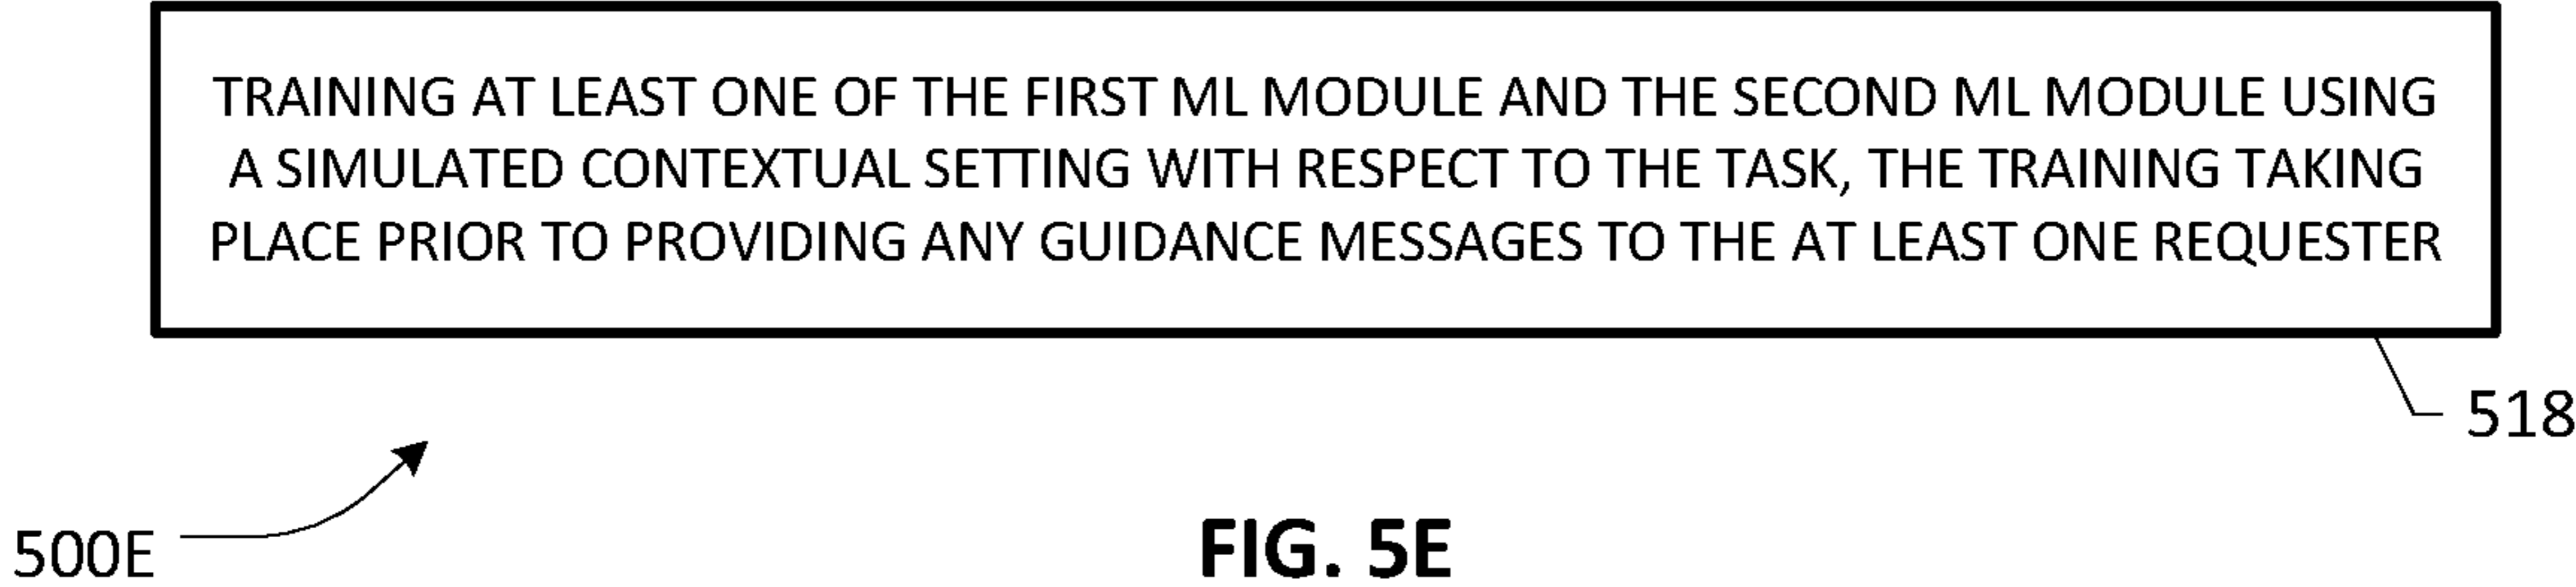 TRAINING AT LEAST ONE OF THE FIRST ML MODULE AND THE SECOND ML MODULE USING
A SIMULATED CONTEXTUAL SETTING WITH RESPECT TO THE TASK, THE TRAINING TAKING
PLACE PRIOR TO PROVIDING ANY GUIDANCE MESSAGES TO THE AT LEAST ONE REQUESTER
518
500E
FIG. 5E